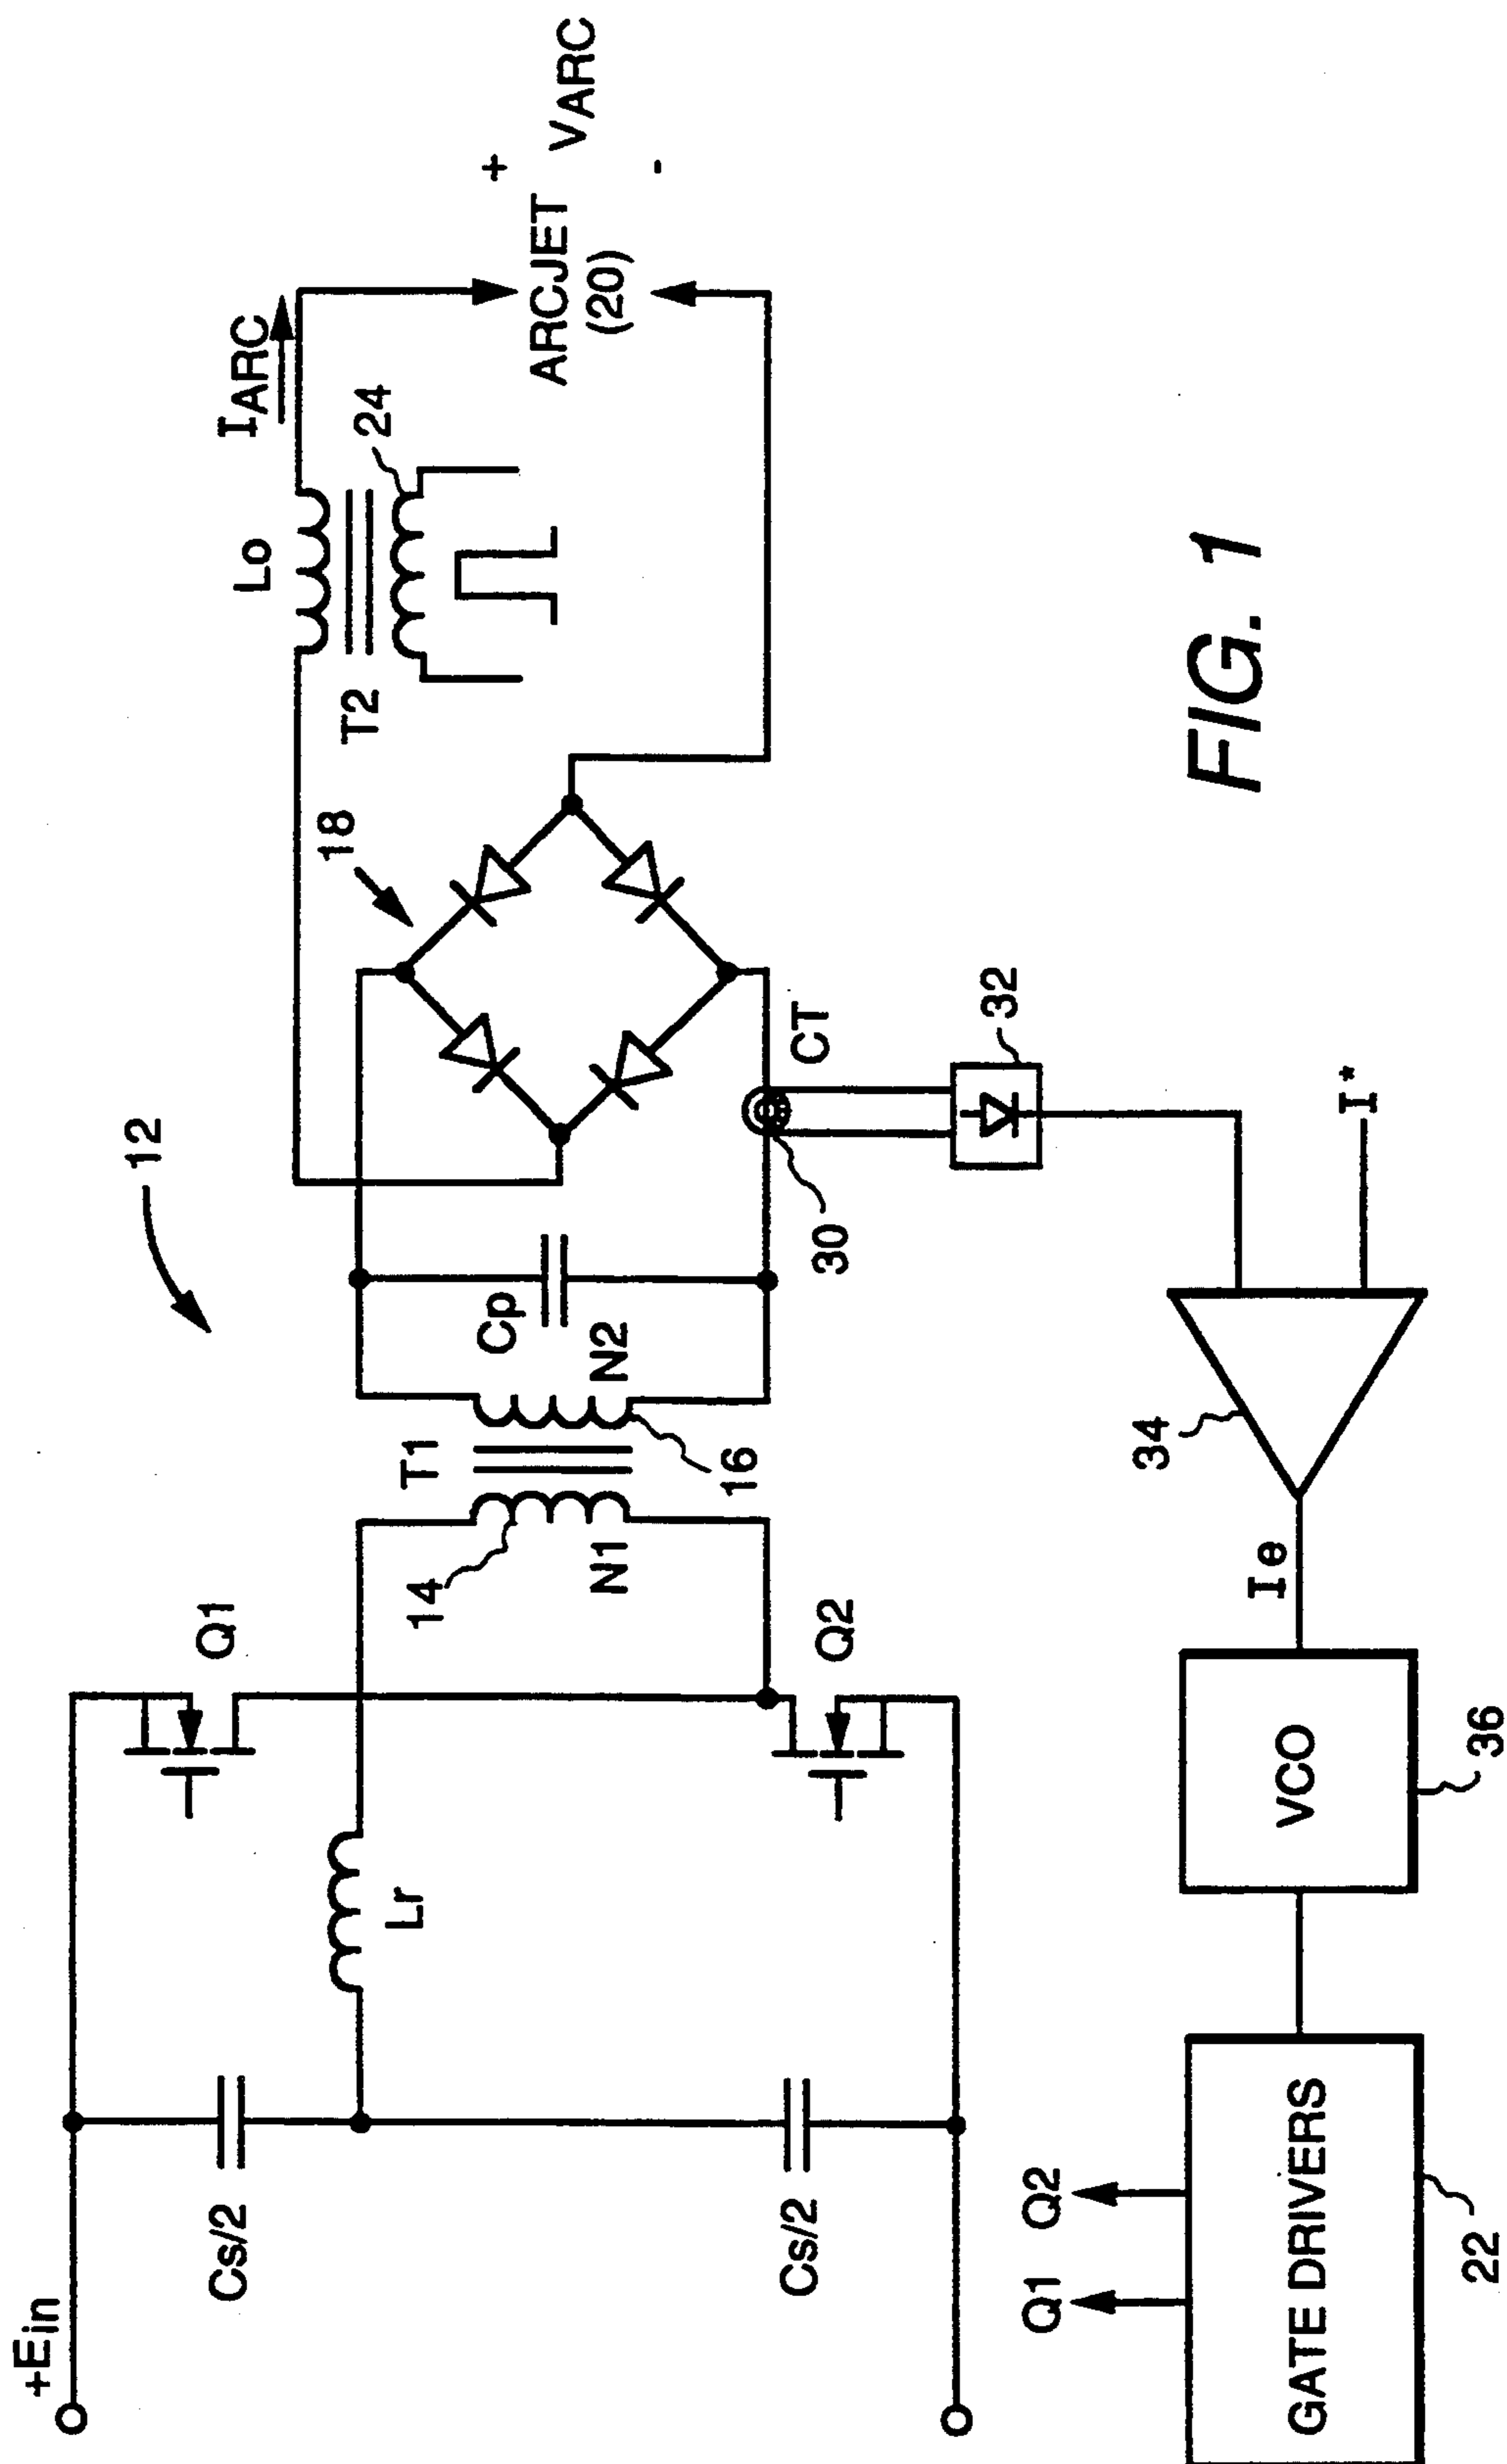 12
+Ein
Cs/2
Cs/2
Lr
Q1
Q2
14
N1
T1
16
N2
Cp
30
CT
18
T2
Lo
24
IARC
ARCJET
(20)
+
VARC
-
32
I*
34
Ie
VCO
36
GATE DRIVERS
22
Q1
Q2
FIG. 1